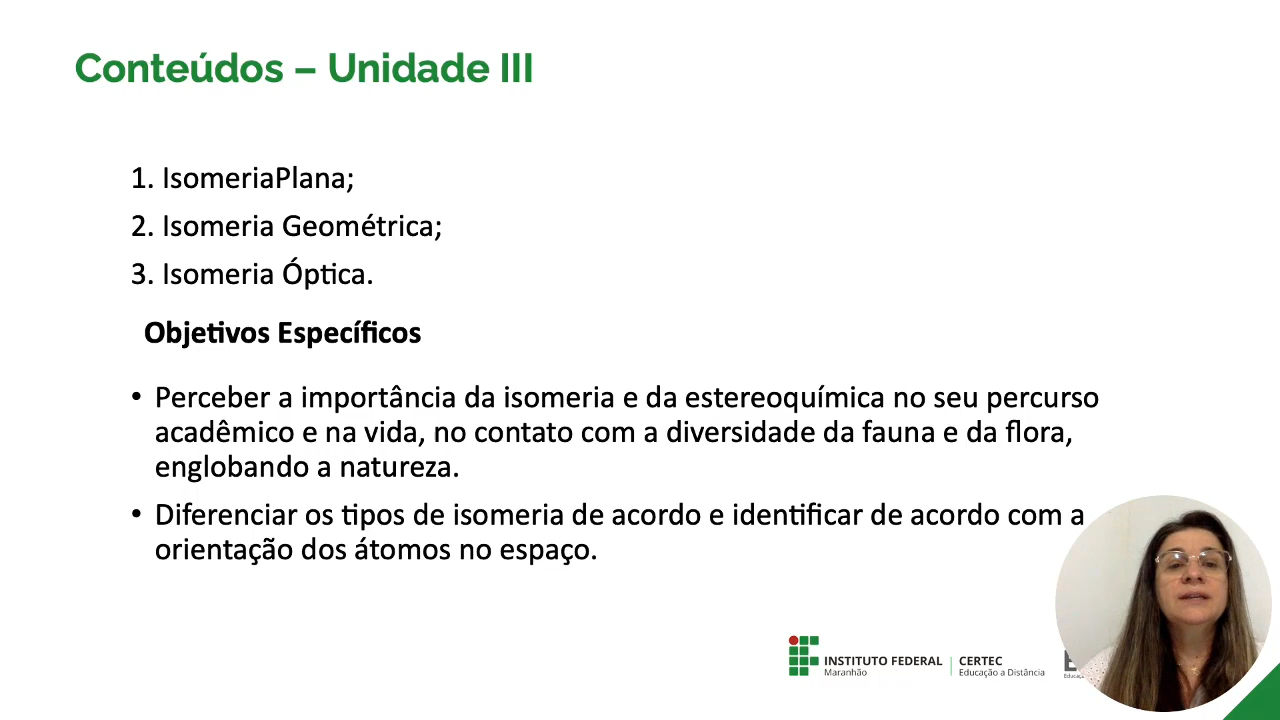 Conteúdos – Unidade III
1. IsomeriaPlana;
2. Isomeria Geométrica;
3. Isomeria Óptica.
Objetivos Específicos
• Perceber a importância da isomeria e da estereoquímica no seu percurso
acadêmico e na vida, no contato com a diversidade da fauna e da flora,
englobando a natureza.
• Diferenciar os tipos de isomeria de acordo e identificar de acordo com a
orientação dos átomos no espaço.
INSTITUTO FEDERAL
Maranhão
CERTEC
Educação a Distância